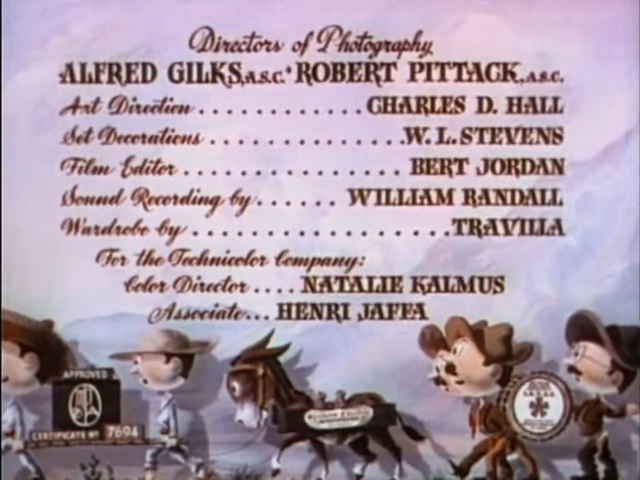 Directors of Photography
ALFRED GILKS, A.S.C. • ROBERT PITTACK, A.S.C.
Art Direction . . . . . . . . . . . . . CHARLES D. HALL
Set Decorations . . . . . . . . . . . . . . . W. L. STEVENS
Film Editor . . . . . . . . . . . . . . . . BERT JORDAN
Sound Recording by . . . . . . WILLIAM RANDALL
Wardrobe by . . . . . . . . . . . . . . . . . . . TRAVILLA
For the Technicolor Company:
Color Director . . . . NATALIE KALMUS
Associate . . . HENRI JAFFA
APPROVED
Western Electric
CERTIFICATE No 7694